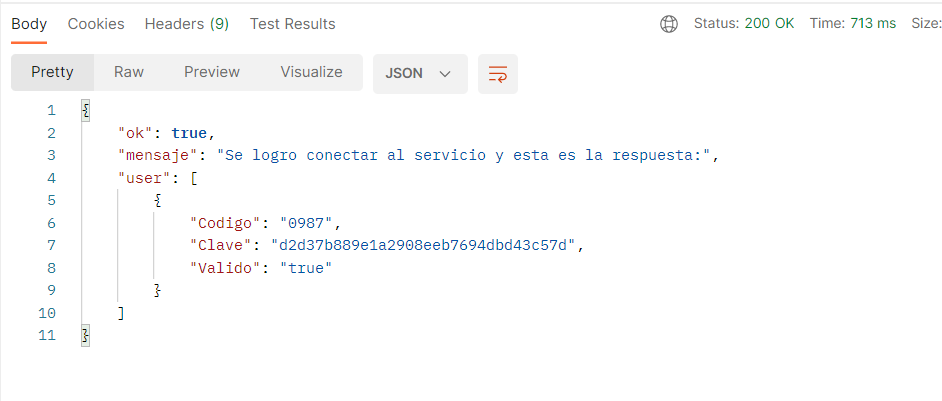 Body Cookies Headers (9) Test Results Status: 200 OK Time: 713 ms Size:
Pretty Raw Preview Visualize JSON
1 {
2 "ok": true,
3 "mensaje": "Se logro conectar al servicio y esta es la respuesta:",
4 "user": [
5 {
6 "Codigo": "0987",
7 "Clave": "d2d37b889e1a2908eeb7694dbd43c57d",
8 "Valido": "true"
9 }
10 ]
11 }